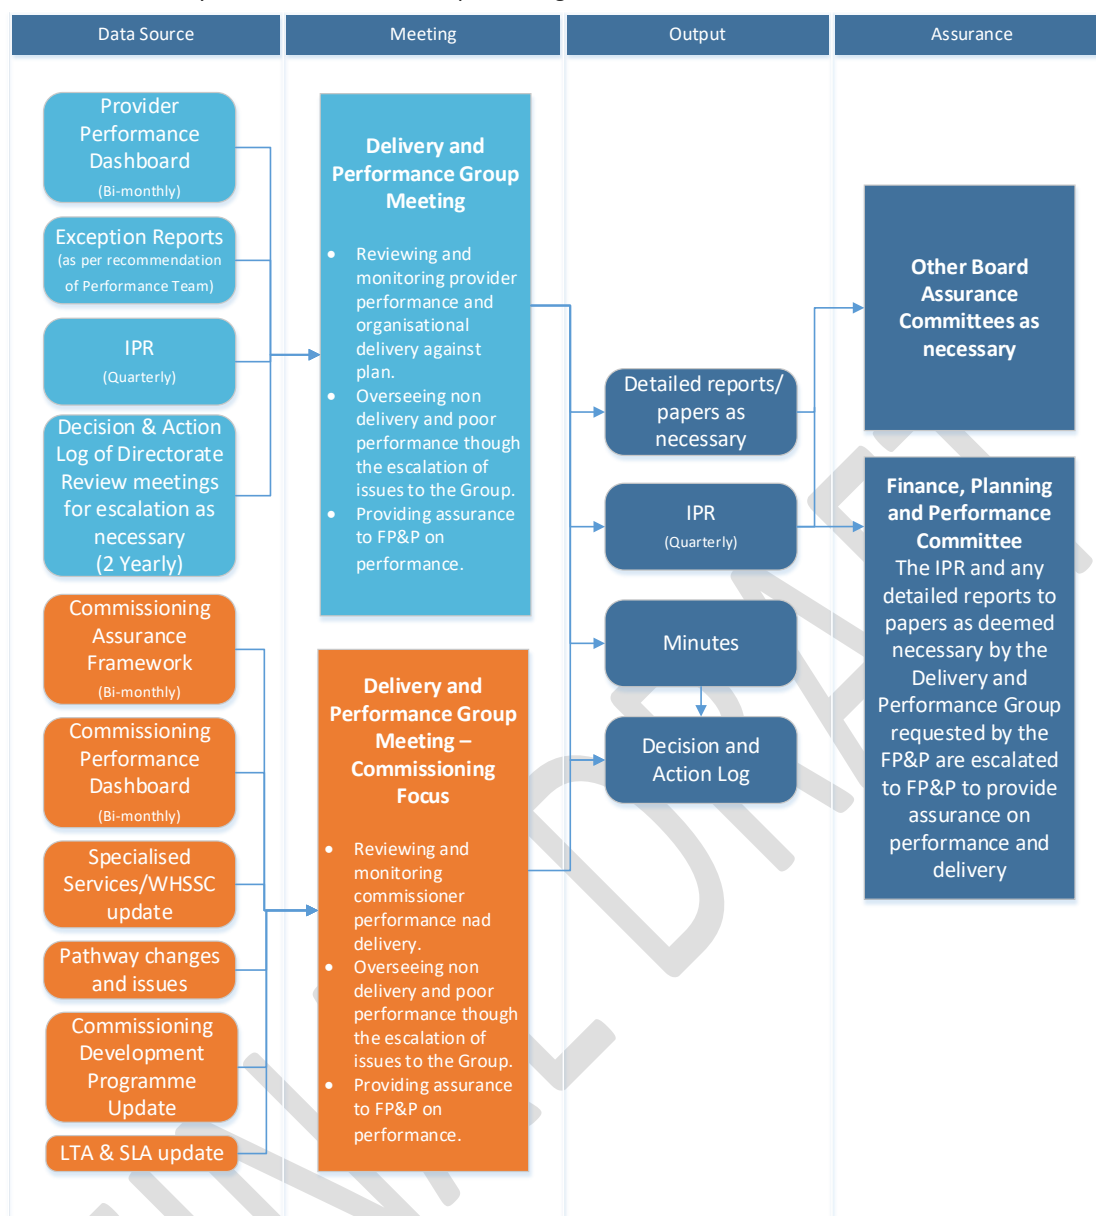 Data Source
Meeting
Output
Assurance
Provider
Performance
Dashboard
(Bi-monthly)
Exception Reports
(as per recommendation
of Performance Team)
IPR
(Quarterly)
Decision & Action
Log of Directorate
Review meetings
for escalation as
necessary
(2 Yearly)
Commissioning
Assurance
Framework
(Bi-monthly)
Commissioning
Performance
Dashboard
(Bi-monthly)
Specialised
Services/WHSSC
update
Pathway changes
and issues
Commissioning
Development
Programme
Update
LTA & SLA update
Delivery and
Performance Group
Meeting
• Reviewing and
monitoring provider
performance and
organisational
delivery against
plan.
• Overseeing non
delivery and poor
performance though
the escalation of
issues to the Group.
• Providing assurance
to FP&P on
performance.
Delivery and
Performance Group
Meeting –
Commissioning
Focus
• Reviewing and
monitoring
commissioner
performance nad
delivery.
• Overseeing non
delivery and poor
performance though
the escalation of
issues to the Group.
• Providing assurance
to FP&P on
performance.
Detailed reports/
papers as
necessary
IPR
(Quarterly)
Minutes
Decision and
Action Log
Other Board
Assurance
Committees as
necessary
Finance, Planning
and Performance
Committee
The IPR and any
detailed reports to
papers as deemed
necessary by the
Delivery and
Performance Group
requested by the
FP&P are escalated
to FP&P to provide
assurance on
performance and
delivery
DRAFT